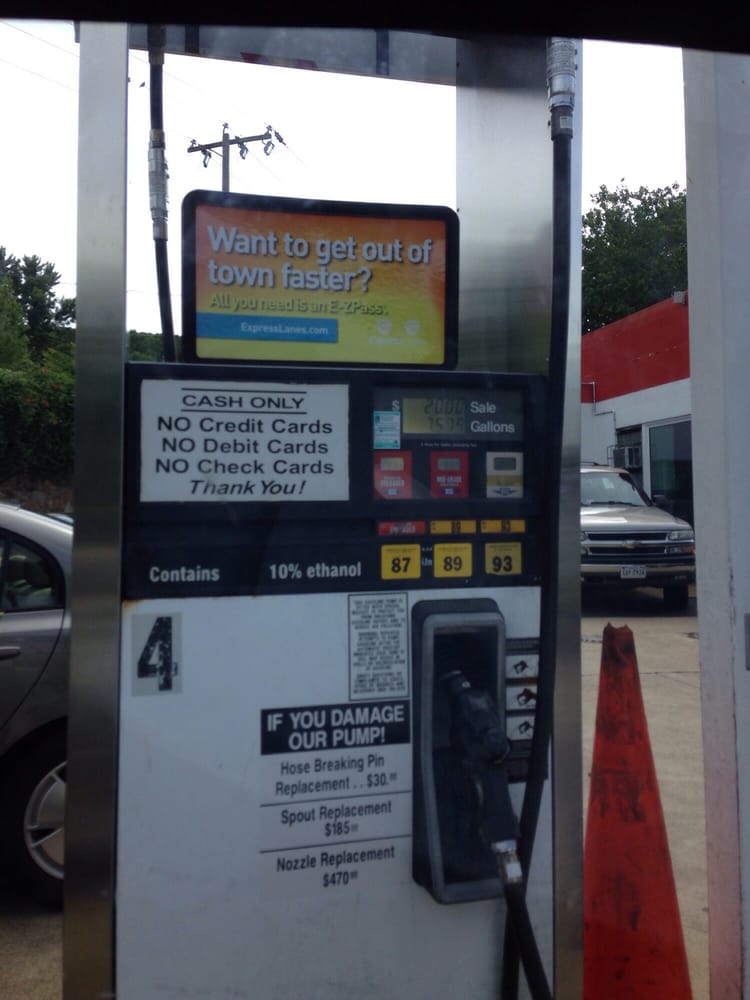 Want to get out of
town faster?
All you need is an E-ZPass.
ExpressLanes.com
CASH ONLY
NO Credit Cards
NO Debit Cards
NO Check Cards
Thank You!
$
Sale
Gallons
Contains 10% ethanol
87 89 93
4
IF YOU DAMAGE
OUR PUMP!
Hose Breaking Pin
Replacement . . $30.00
Spout Replacement
$185.00
Nozzle Replacement
$470.00